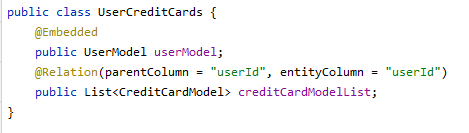 public class UserCreditCards {
    @Embedded
    public UserModel userModel;
    @Relation(parentColumn = "userId", entityColumn = "userId")
    public List<CreditCardModel> creditCardModelList;
}